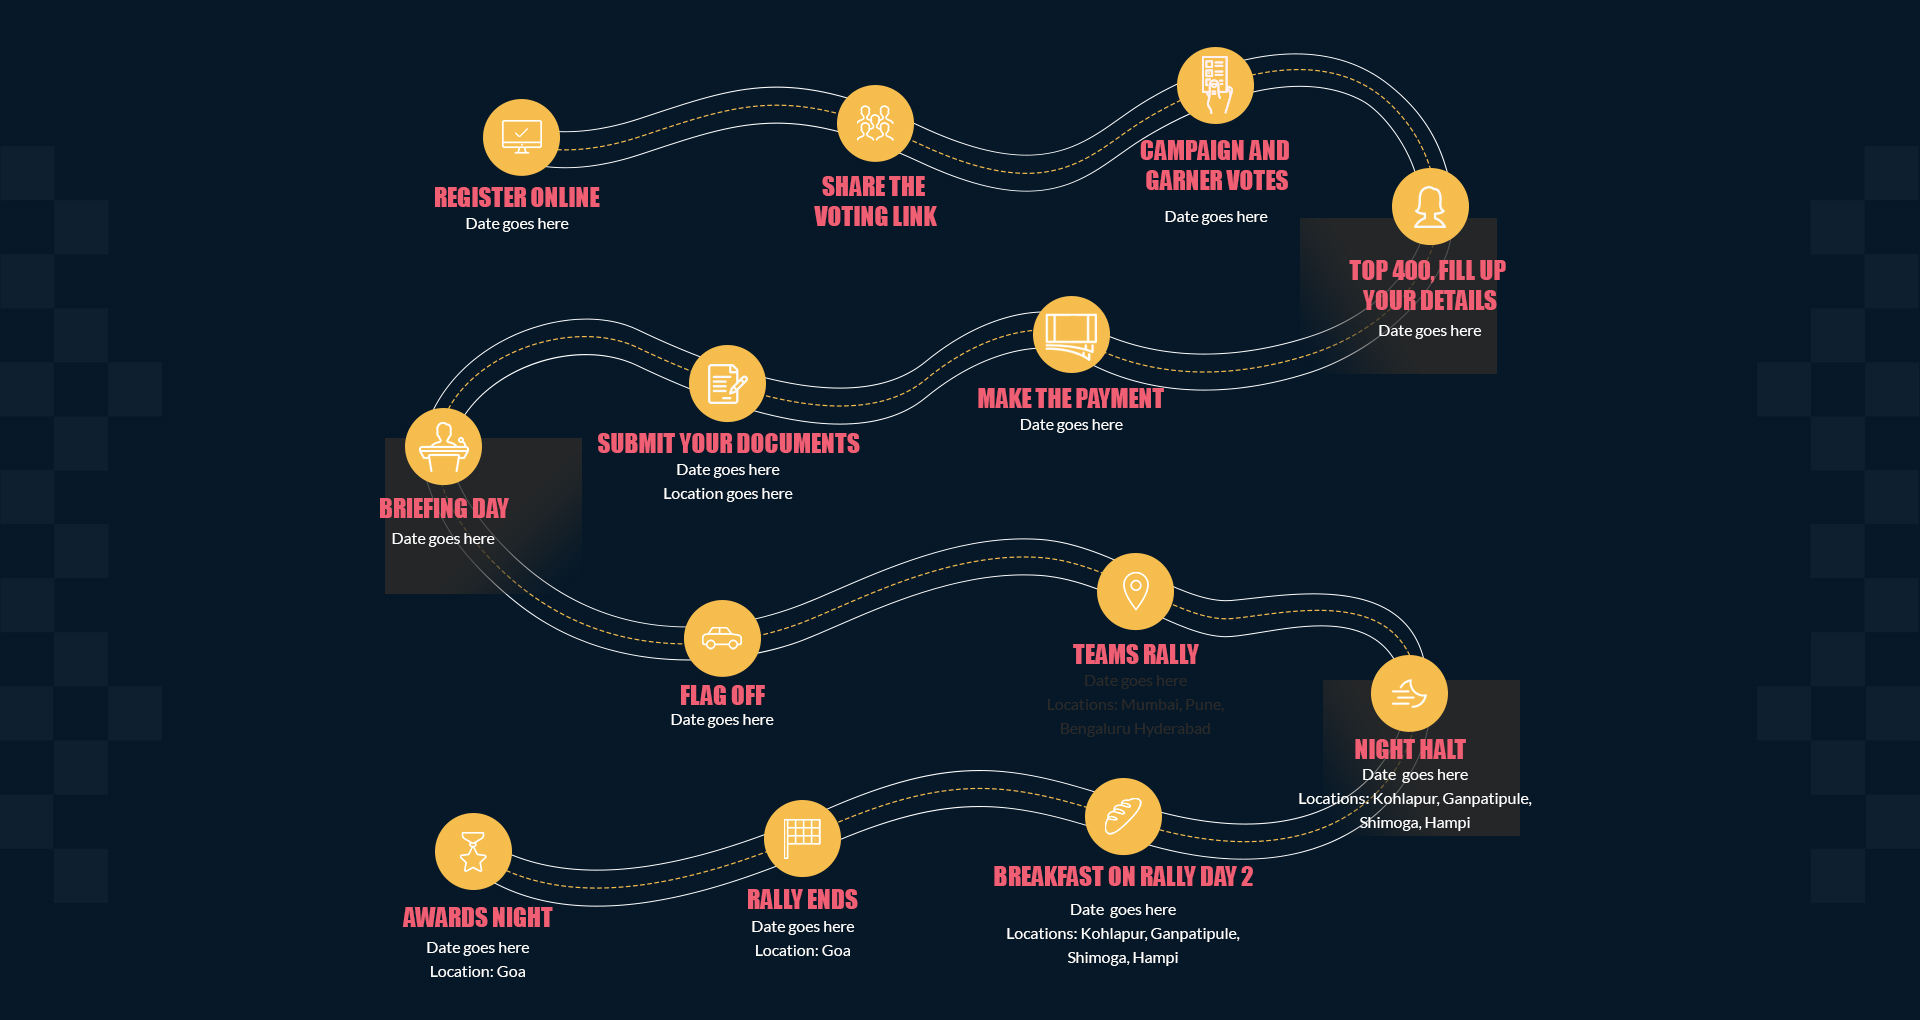 REGISTER ONLINE
Date goes here
SHARE THE
VOTING LINK
CAMPAIGN AND
GARNER VOTES
Date goes here
TOP 400, FILL UP
YOUR DETAILS
Date goes here
MAKE THE PAYMENT
Date goes here
SUBMIT YOUR DOCUMENTS
Date goes here
Location goes here
BRIEFING DAY
Date goes here
FLAG OFF
Date goes here
TEAMS RALLY
Date goes here
Locations: Mumbai, Pune,
Bengaluru Hyderabad
NIGHT HALT
Date goes here
Locations: Kohlapur, Ganpatipule,
Shimoga, Hampi
BREAKFAST ON RALLY DAY 2
Date goes here
Locations: Kohlapur, Ganpatipule,
Shimoga, Hampi
RALLY ENDS
Date goes here
Location: Goa
AWARDS NIGHT
Date goes here
Location: Goa